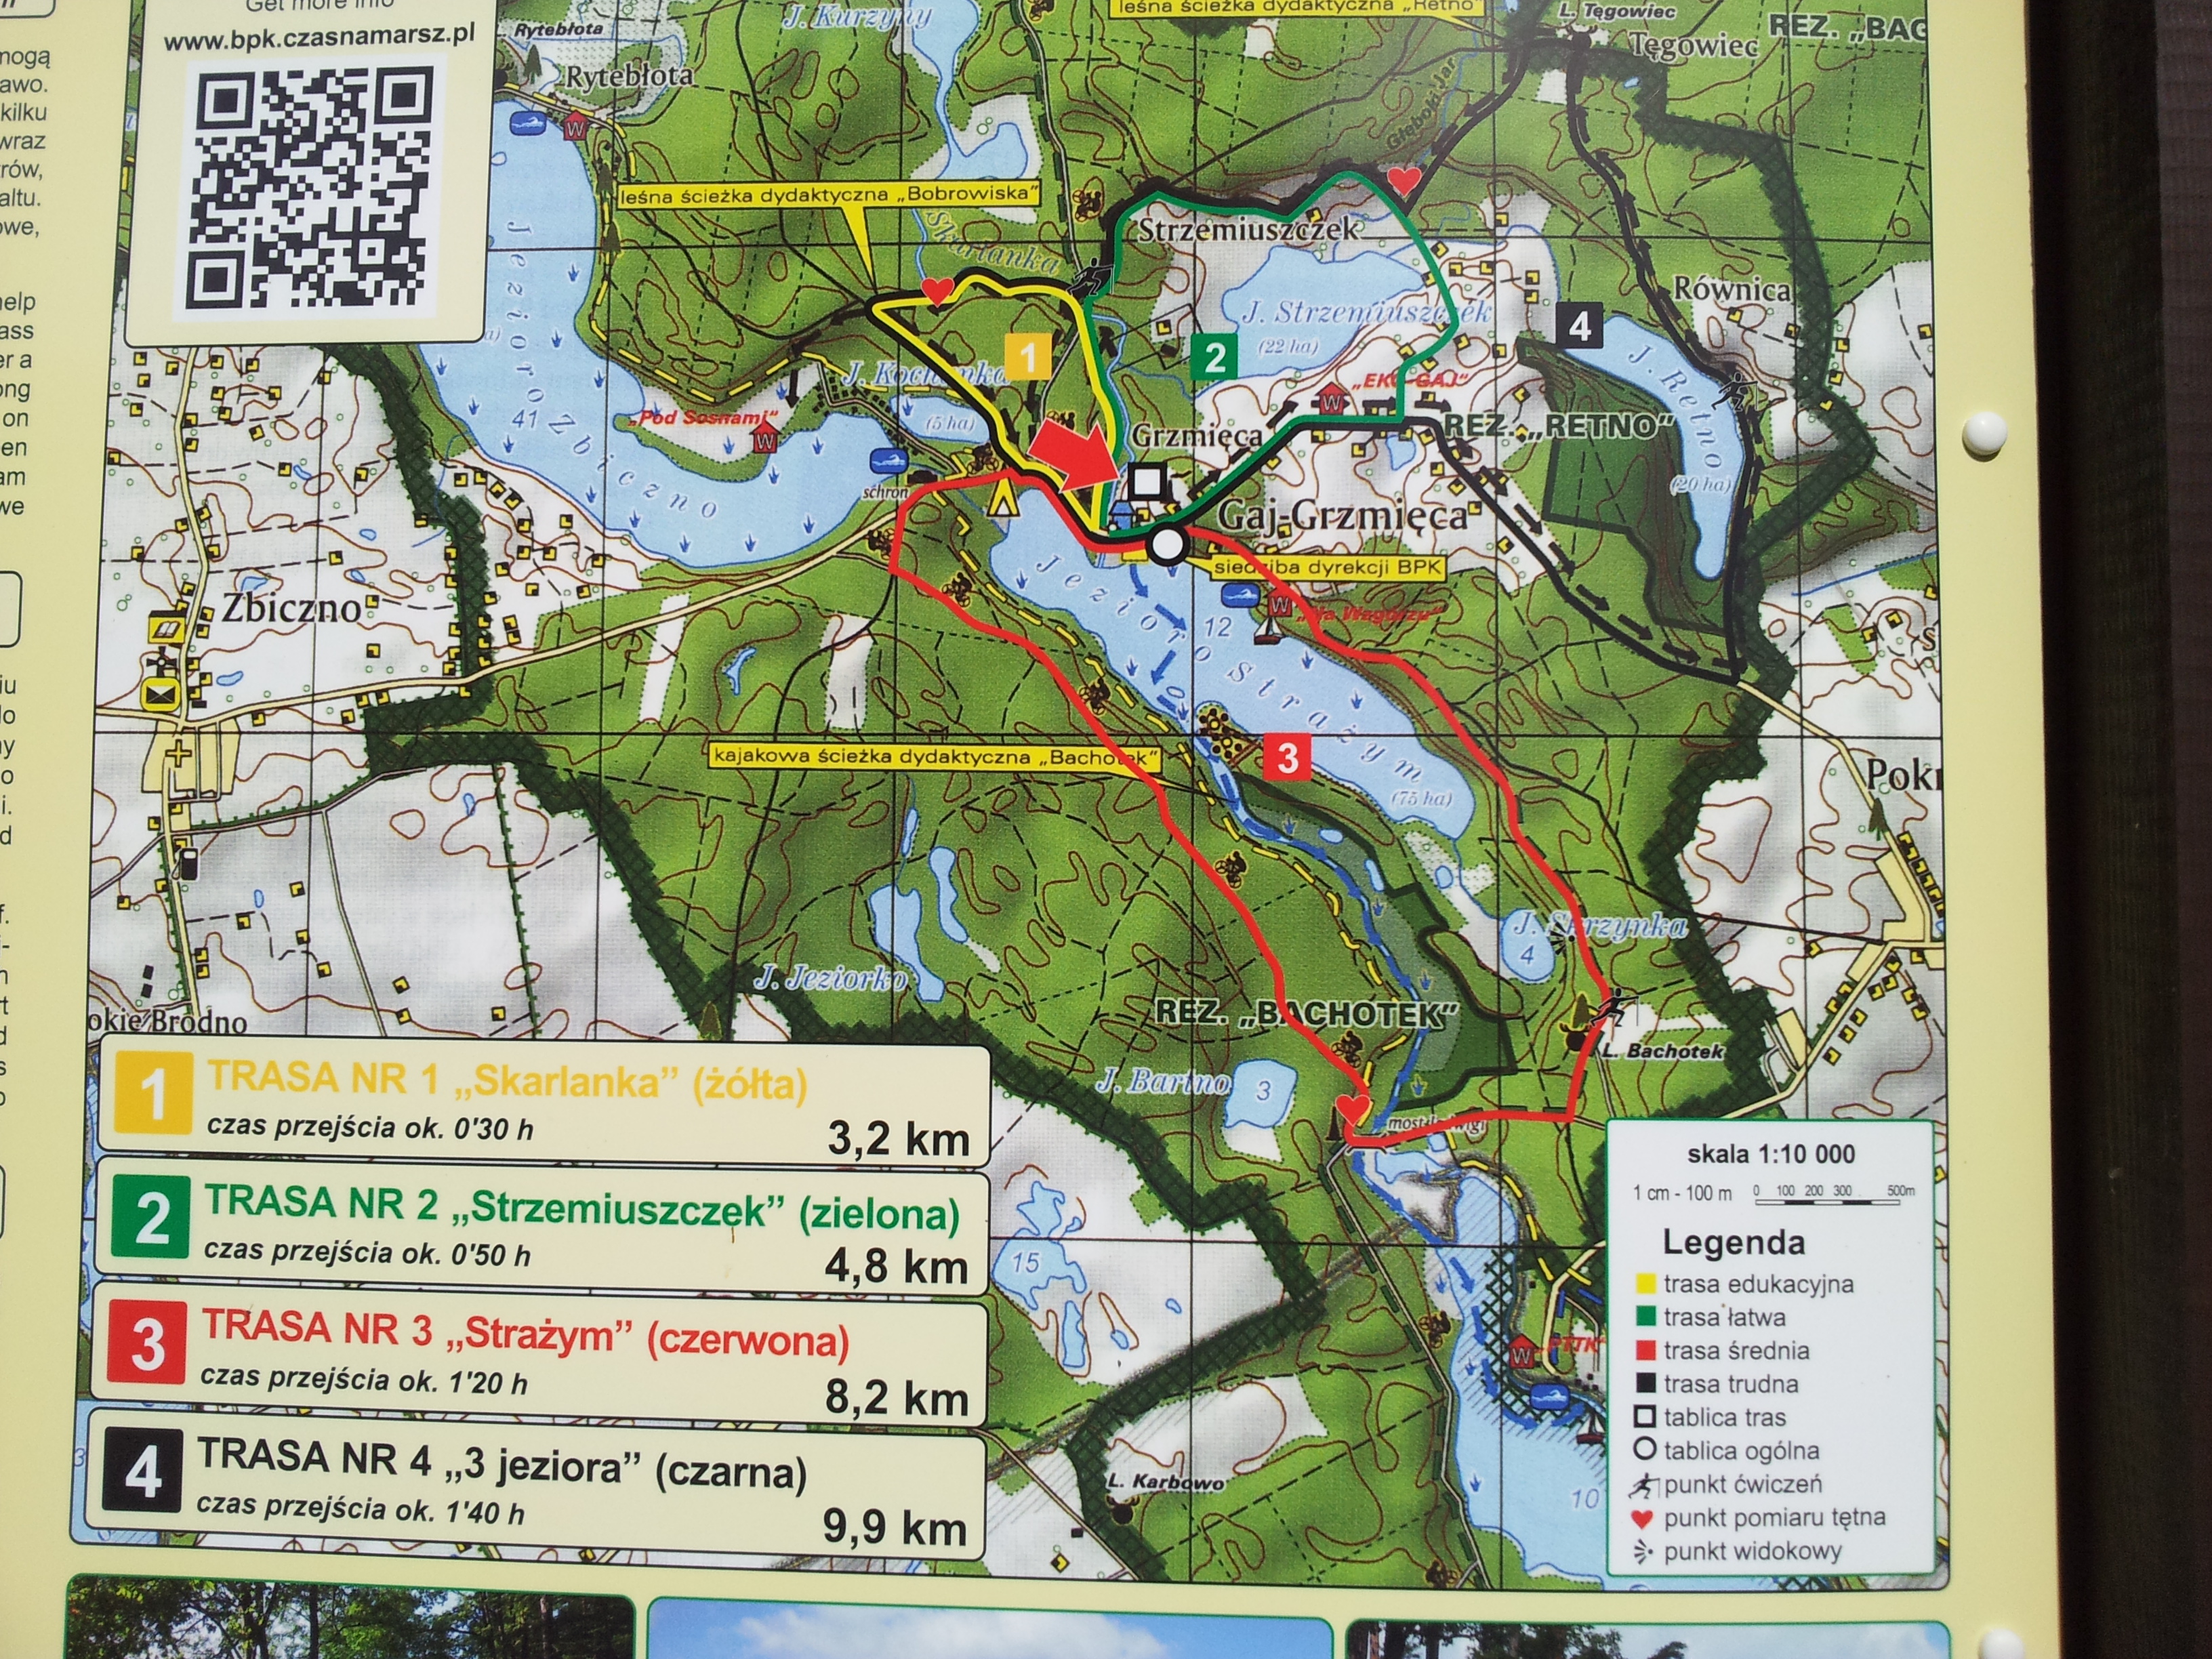 Get more info
www.bpk.czasnamarsz.pl
mogą
awo.
kilku
wraz
trów,
altu.
owe,
help
ass
er a
ong
on
en
am
we
Rytebłota
Rytebłota
J. Kurzyny
leśna ścieżka dydaktyczna „Retno"
L. Tęgowiec
Tęgowiec
REZ. „BAC
Głęboki Jar
leśna ścieżka dydaktyczna „Bobrowiska"
Skarlanka
Strzemiuszczek
J. Strzemiuszczek
(22 ha)
Równica
4
J. Retno
(20 ha)
1
2
J. Kochanka
(5 ha)
„EKO-GAJ"
„Pod Sosnami"
W
Jezioro Zbiczno
41
Grzmięca
REZ. „RETNO"
schron
Gaj-Grzmięca
siedziba dyrekcji BPK
Zbiczno
Jezioro Strażym
12
„Na Wzgórzu"
3
(75 ha)
kajakowa ścieżka dydaktyczna „Bachotek"
Pokr
J. Skrzynka
4
J. Jeziorko
REZ. „BACHOTEK"
okie Brodno
L. Bachotek
J. Bartno
3
most Jadwigi
15
„PTTK"
L. Karbowo
10
1
TRASA NR 1 „Skarlanka” (żółta)
czas przejścia ok. 0'30 h
3,2 km
2
TRASA NR 2 „Strzemiuszczek” (zielona)
czas przejścia ok. 0'50 h
4,8 km
3
TRASA NR 3 „Strażym” (czerwona)
czas przejścia ok. 1'20 h
8,2 km
4
TRASA NR 4 „3 jeziora” (czarna)
czas przejścia ok. 1'40 h
9,9 km
skala 1:10 000
1 cm - 100 m 0 100 200 300 500m
Legenda
trasa edukacyjna
trasa łatwa
trasa średnia
trasa trudna
tablica tras
tablica ogólna
punkt ćwiczeń
punkt pomiaru tętna
punkt widokowy